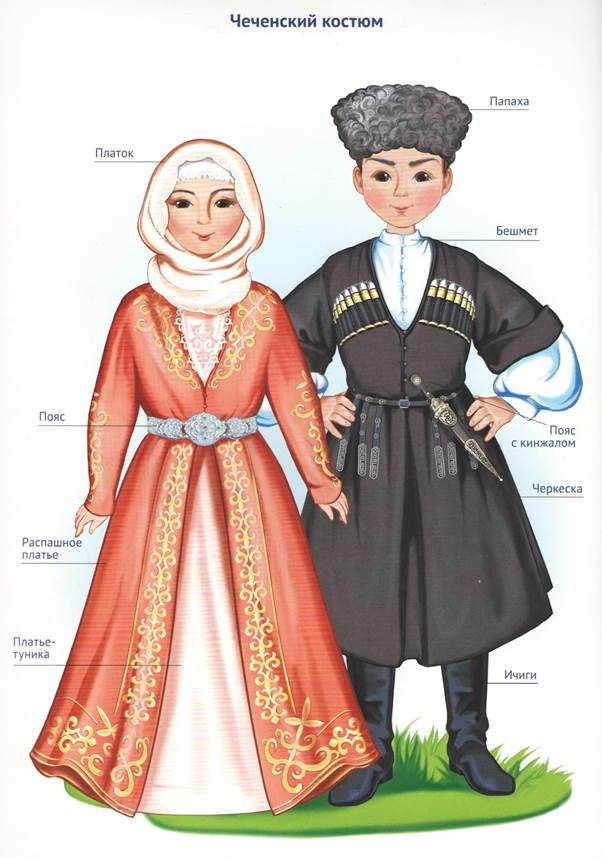 Чеченский костюм
Папаха
Платок
Бешмет
Пояс
Пояс
с кинжалом
Черкеска
Распашное
платье
Платье-
туника
Ичиги